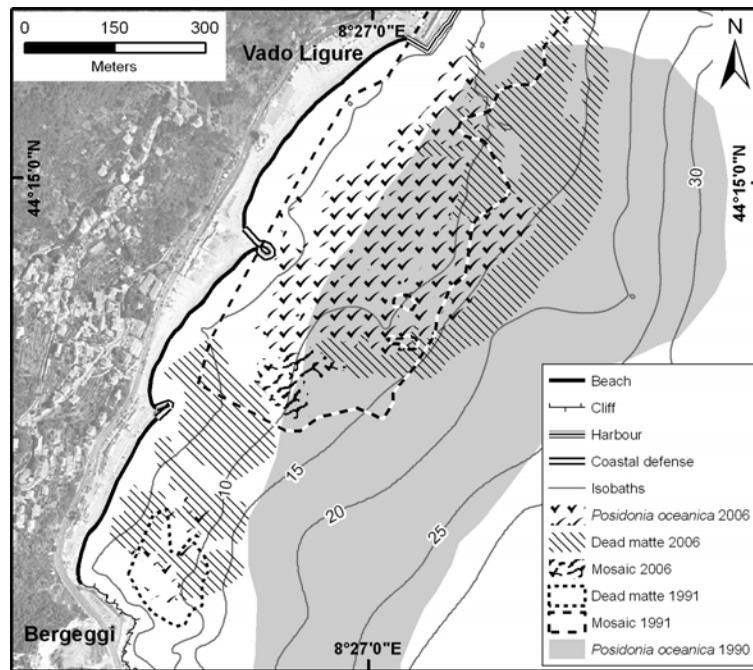 0 150 300
Meters
8°27'0"E
Vado Ligure
N
44°15'0"N
44°15'0"N
30
10
15
20
25
Bergeggi
8°27'0"E
Beach
Cliff
Harbour
Coastal defense
Isobaths
Posidonia oceanica 2006
Dead matte 2006
Mosaic 2006
Dead matte 1991
Mosaic 1991
Posidonia oceanica 1990